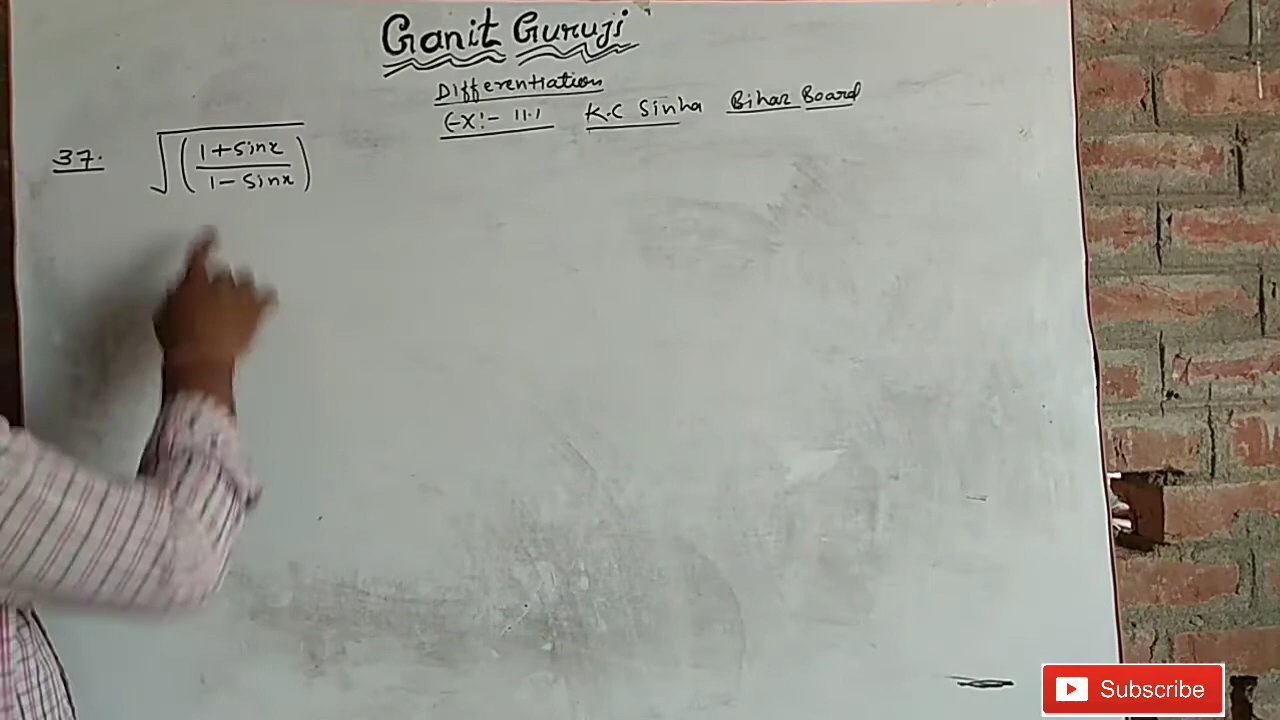 Ganit Guruji
Differentiation
Ex:- 11.1 K.C Sinha Bihar Board
37. √((1+sinx)/(1-sinx))
Subscribe